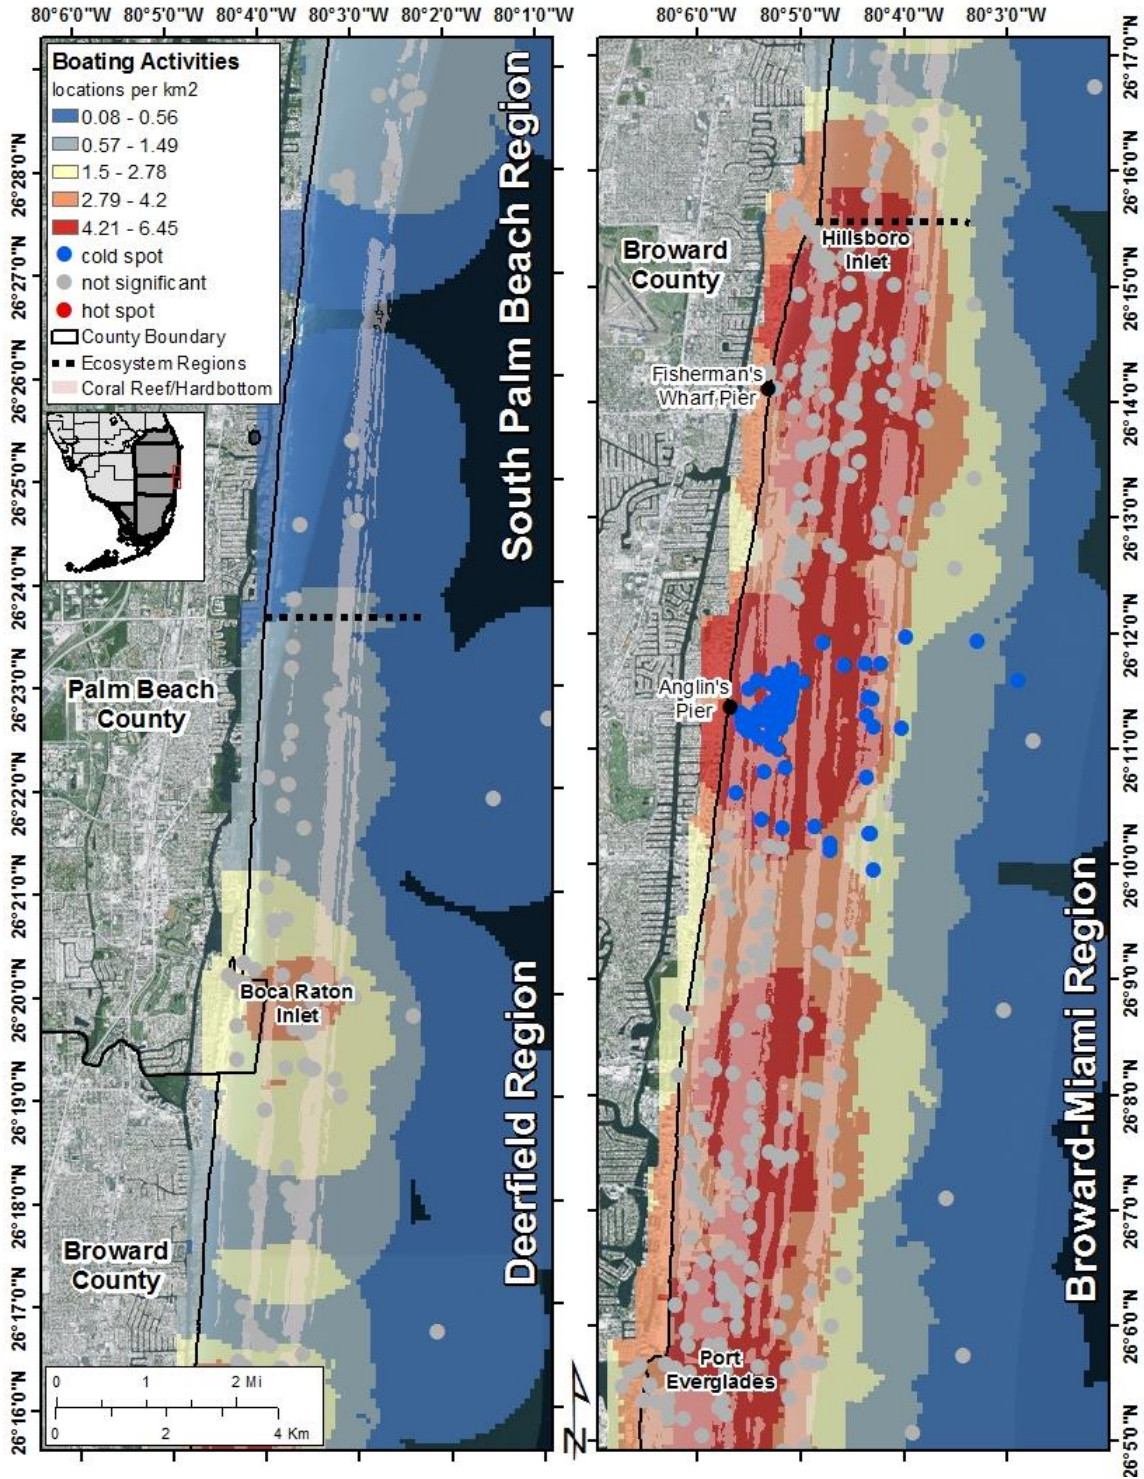 80°6'0"W 80°5'0"W 80°4'0"W 80°3'0"W 80°2'0"W 80°1'0"W
Boating Activities
locations per km2
0.08 - 0.56
0.57 - 1.49
1.5 - 2.78
2.79 - 4.2
4.21 - 6.45
cold spot
not significant
hot spot
County Boundary
Ecosystem Regions
Coral Reef/Hardbottom
26°28'0"N
26°27'0"N
26°26'0"N
26°25'0"N
26°24'0"N
26°23'0"N
26°22'0"N
26°21'0"N
26°20'0"N
26°19'0"N
26°18'0"N
26°17'0"N
26°16'0"N
South Palm Beach Region
Palm Beach
County
Boca Raton
Inlet
Deerfield Region
Broward
County
0 1 2 Mi
0 2 4 Km
80°6'0"W 80°5'0"W 80°4'0"W 80°3'0"W
Broward
County
Hillsboro
Inlet
Fisherman's
Wharf Pier
Anglin's
Pier
Broward-Miami Region
Port
Everglades
N
26°17'0"N
26°16'0"N
26°15'0"N
26°14'0"N
26°13'0"N
26°12'0"N
26°11'0"N
26°10'0"N
26°9'0"N
26°8'0"N
26°7'0"N
26°6'0"N
26°5'0"N